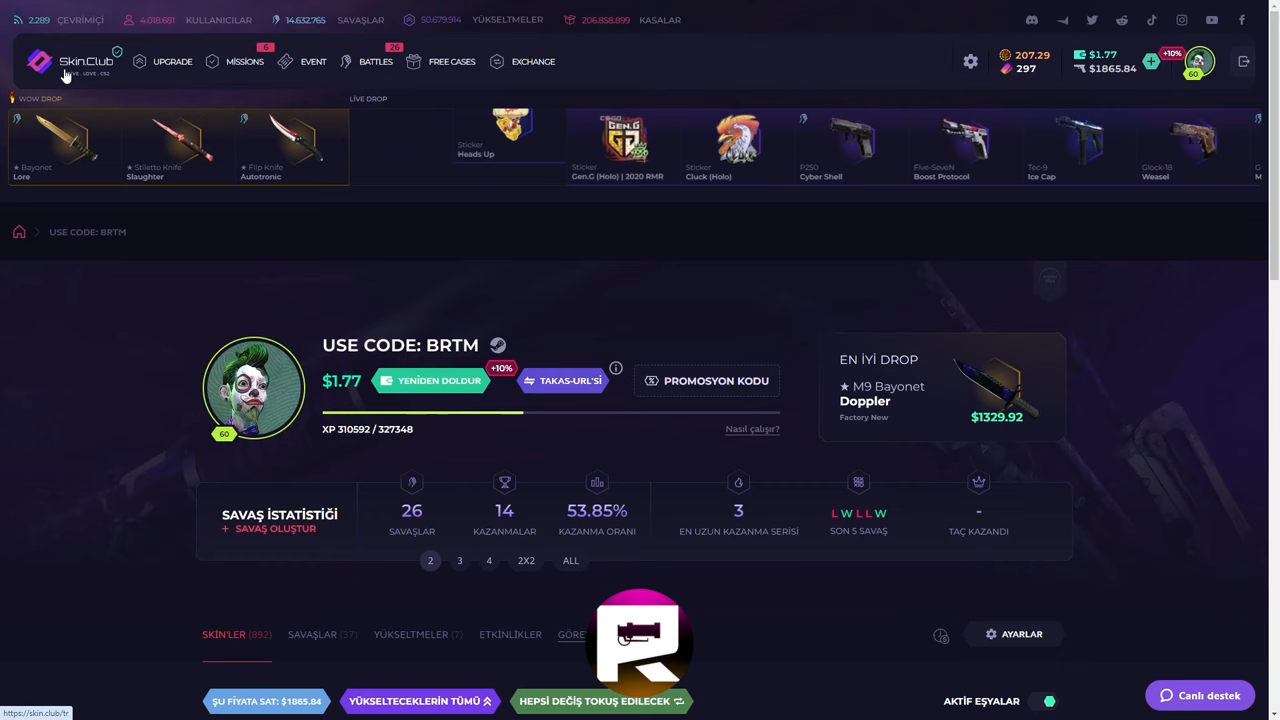 2.289 ÇEVRİMİÇİ 4.018.681 KULLANICILAR 14.632.765 SAVAŞLAR 50.679.914 YÜKSELTMELER 206.858.899 KASALAR
Skin.Club
LIVE . LOVE . CS2
UPGRADE
6
MISSIONS
EVENT
26
BATTLES
FREE CASES
EXCHANGE
207.29
297
$1.77
$1865.84
+10%
60
WOW DROP
LİVE DROP
★ Bayonet
Lore
★ Stiletto Knife
Slaughter
★ Flip Knife
Autotronic
Sticker
Heads Up
Sticker
Gen.G (Holo) | 2020 RMR
Sticker
Cluck (Holo)
P250
Cyber Shell
Five-SeveN
Boost Protocol
Tec-9
Ice Cap
Glock-18
Weasel
USE CODE: BRTM
USE CODE: BRTM
$1.77
YENİDEN DOLDUR
+10%
TAKAS-URL'Sİ
PROMOSYON KODU
60
XP 310592 / 327348
Nasıl çalışır?
EN İYİ DROP
★ M9 Bayonet
Doppler
Factory New
$1329.92
SAVAŞ İSTATİSTİĞİ
+ SAVAŞ OLUŞTUR
26
SAVAŞLAR
14
KAZANMALAR
53.85%
KAZANMA ORANI
3
EN UZUN KAZANMA SERİSİ
L W L L W
SON 5 SAVAŞ
-
TAÇ KAZANDI
2 3 4 2X2 ALL
SKİN'LER (892) SAVAŞLAR (37) YÜKSELTMELER (7) ETKİNLİKLER
AYARLAR
ŞU FİYATA SAT: $1865.84
YÜKSELTECEKLERİN TÜMÜ
HEPSİ DEĞİŞ TOKUŞ EDİLECEK
AKTİF EŞYALAR
Canlı destek
https://skin.club/tr